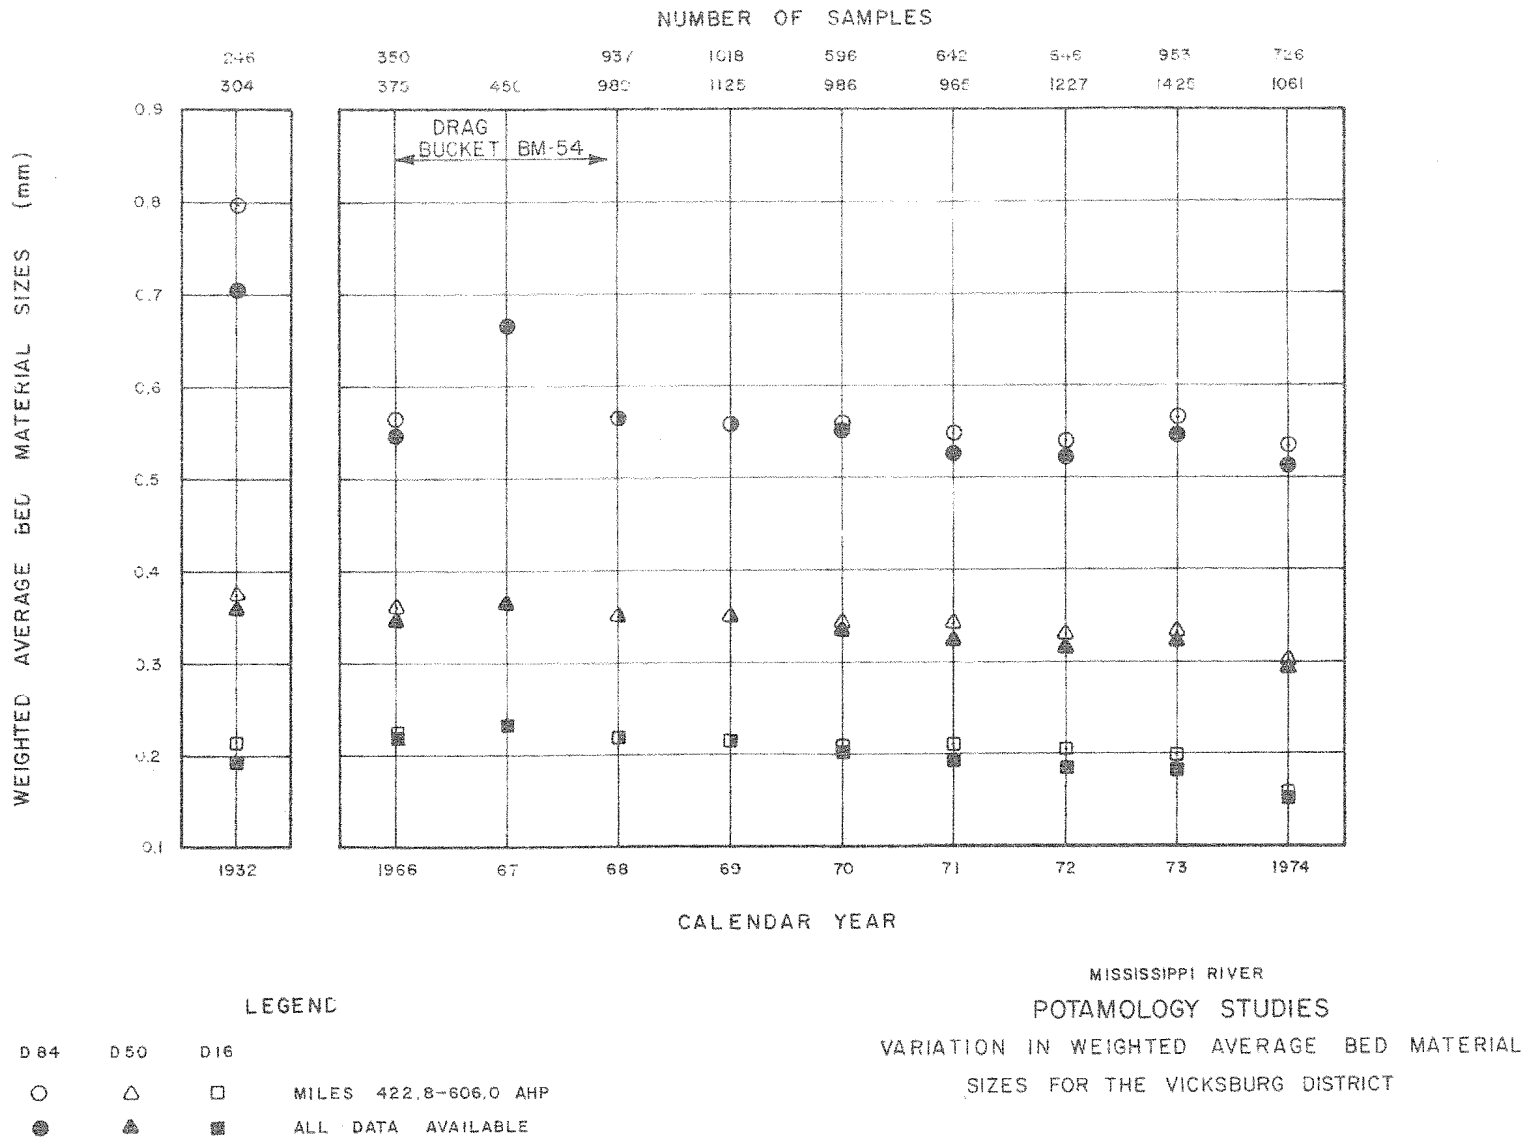 NUMBER OF SAMPLES
246 350 937 1018 596 642 953 726
304 375 450 986 1125 986 965 1227 1425 1061
DRAG
BUCKET BM-54
WEIGHTED AVERAGE BED MATERIAL SIZES (mm)
0.9
0.8
0.7
0.6
0.5
0.4
0.3
0.2
0.1
1932 1966 67 68 69 70 71 72 73 1974
CALENDAR YEAR
LEGEND
D84 D50 D16
MILES 422.8-606.0 AHP
ALL DATA AVAILABLE
MISSISSIPPI RIVER
POTAMOLOGY STUDIES
VARIATION IN WEIGHTED AVERAGE BED MATERIAL
SIZES FOR THE VICKSBURG DISTRICT